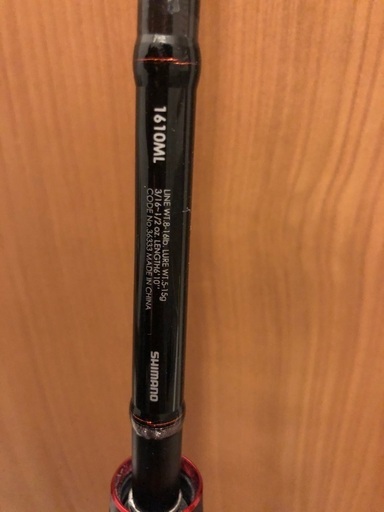 1610ML
LINE WT.8-16lb. LURE WT.5-15g
3/16~1/2 oz. LENGTH6'10"
CODE No.36333 MADE IN CHINA
SHIMANO